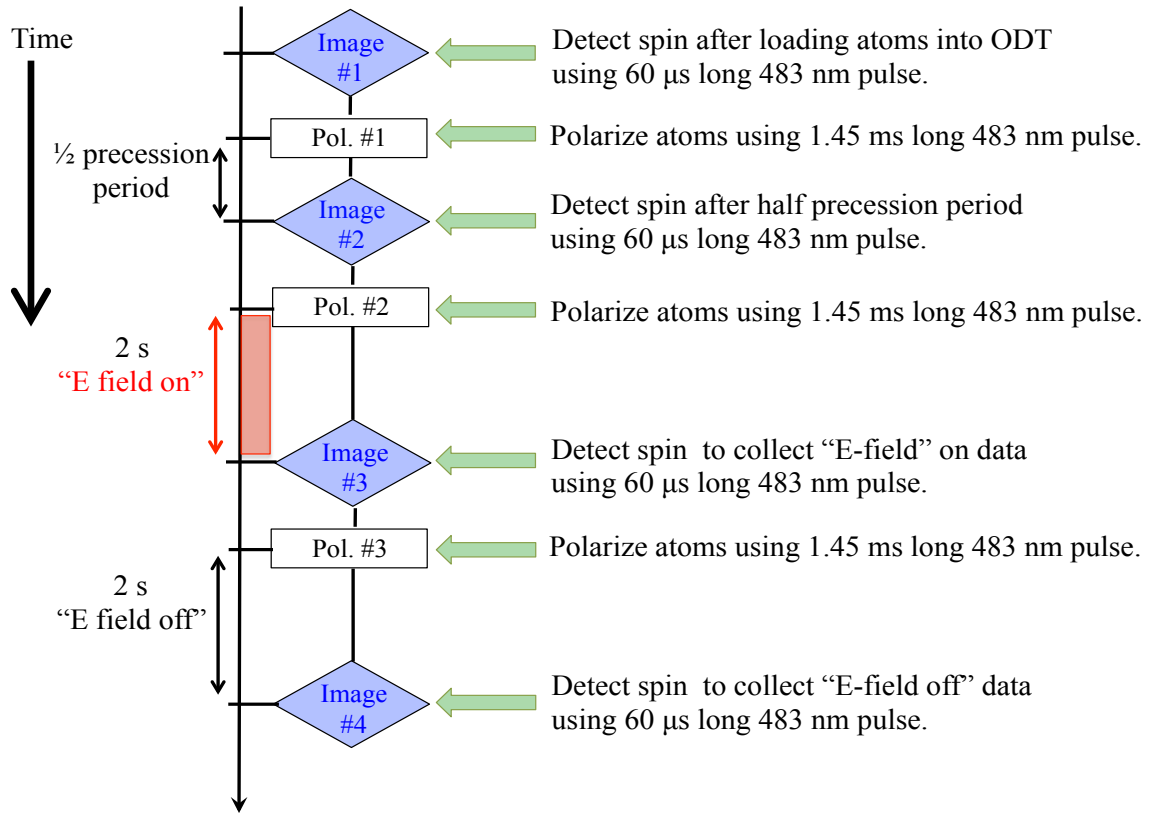 Time
Image
#1
Detect spin after loading atoms into ODT
using 60 μs long 483 nm pulse.
Pol. #1
Polarize atoms using 1.45 ms long 483 nm pulse.
½ precession
period
Image
#2
Detect spin after half precession period
using 60 μs long 483 nm pulse.
Pol. #2
Polarize atoms using 1.45 ms long 483 nm pulse.
2 s
“E field on”
Image
#3
Detect spin  to collect “E-field” on data
using 60 μs long 483 nm pulse.
Pol. #3
Polarize atoms using 1.45 ms long 483 nm pulse.
2 s
“E field off”
Image
#4
Detect spin  to collect “E-field off” data
using 60 μs long 483 nm pulse.